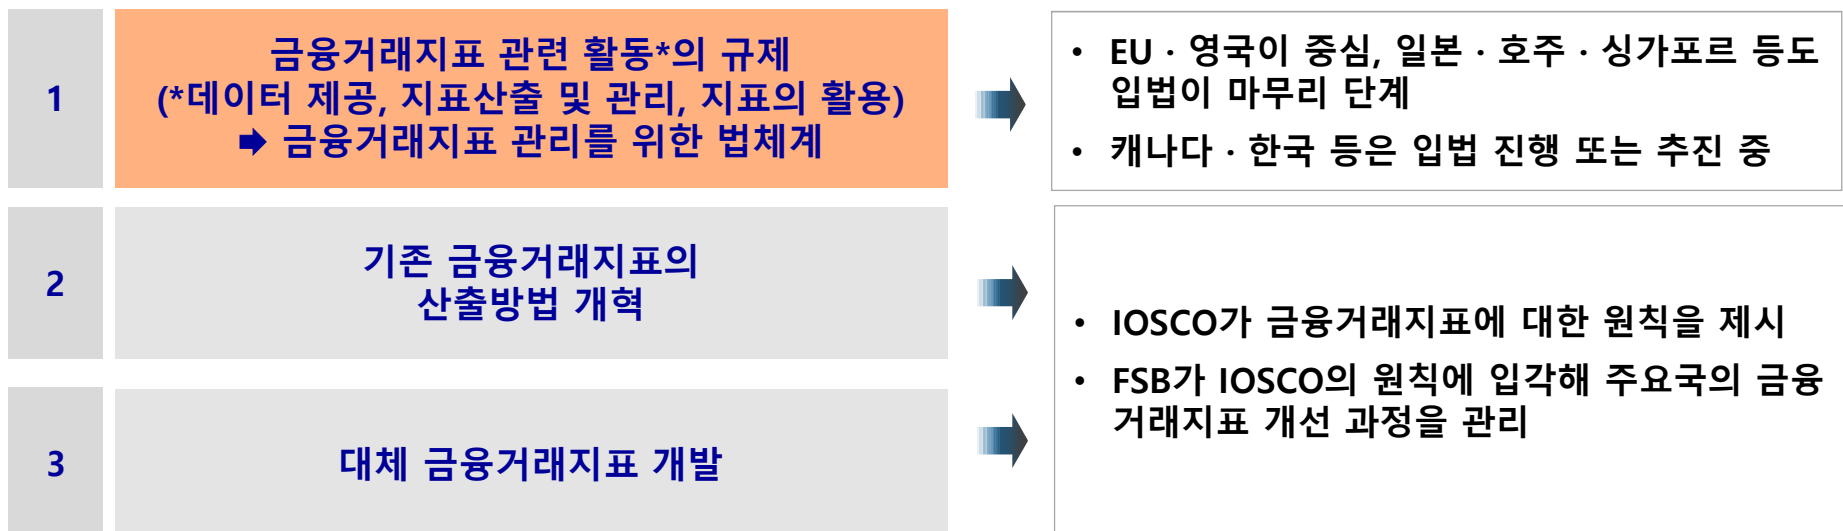 1
금융거래지표 관련 활동*의 규제
(*데이터 제공, 지표산출 및 관리, 지표의 활용)
➡ 금융거래지표 관리를 위한 법체계
• EU · 영국이 중심, 일본 · 호주 · 싱가포르 등도
입법이 마무리 단계
• 캐나다 · 한국 등은 입법 진행 또는 추진 중
2
기존 금융거래지표의
산출방법 개혁
3
대체 금융거래지표 개발
• IOSCO가 금융거래지표에 대한 원칙을 제시
• FSB가 IOSCO의 원칙에 입각해 주요국의 금융
거래지표 개선 과정을 관리